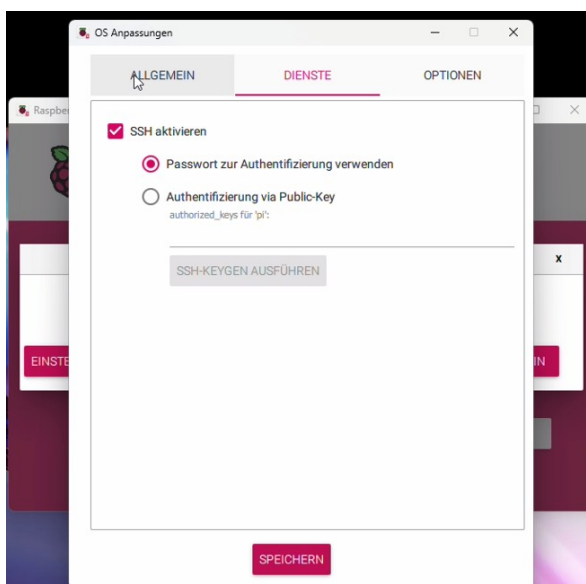 OS Anpassungen
ALLGEMEIN
DIENSTE
OPTIONEN
Raspbe
SSH aktivieren
Passwort zur Authentifizierung verwenden
Authentifizierung via Public-Key
authorized_keys für 'pi':
x
SSH-KEYGEN AUSFÜHREN
EINSTE
IN
SPEICHERN